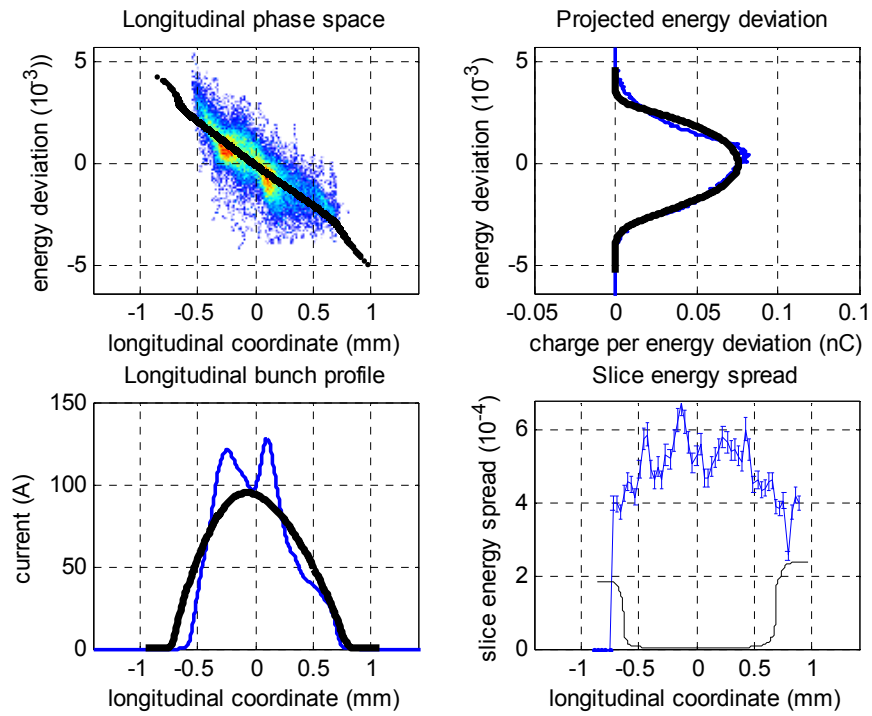 Longitudinal phase space
energy deviation (10⁻³))
5
0
-5
-1
-0.5
0
0.5
1
longitudinal coordinate (mm)
Projected energy deviation
energy deviation (10⁻³)
5
0
-5
-0.05
0
0.05
0.1
0.1
charge per energy deviation (nC)
Longitudinal bunch profile
current (A)
150
100
50
0
-1
-0.5
0
0.5
1
longitudinal coordinate (mm)
Slice energy spread
slice energy spread (10⁻⁴)
6
4
2
0
-1
-0.5
0
0.5
1
longitudinal coordinate (mm)